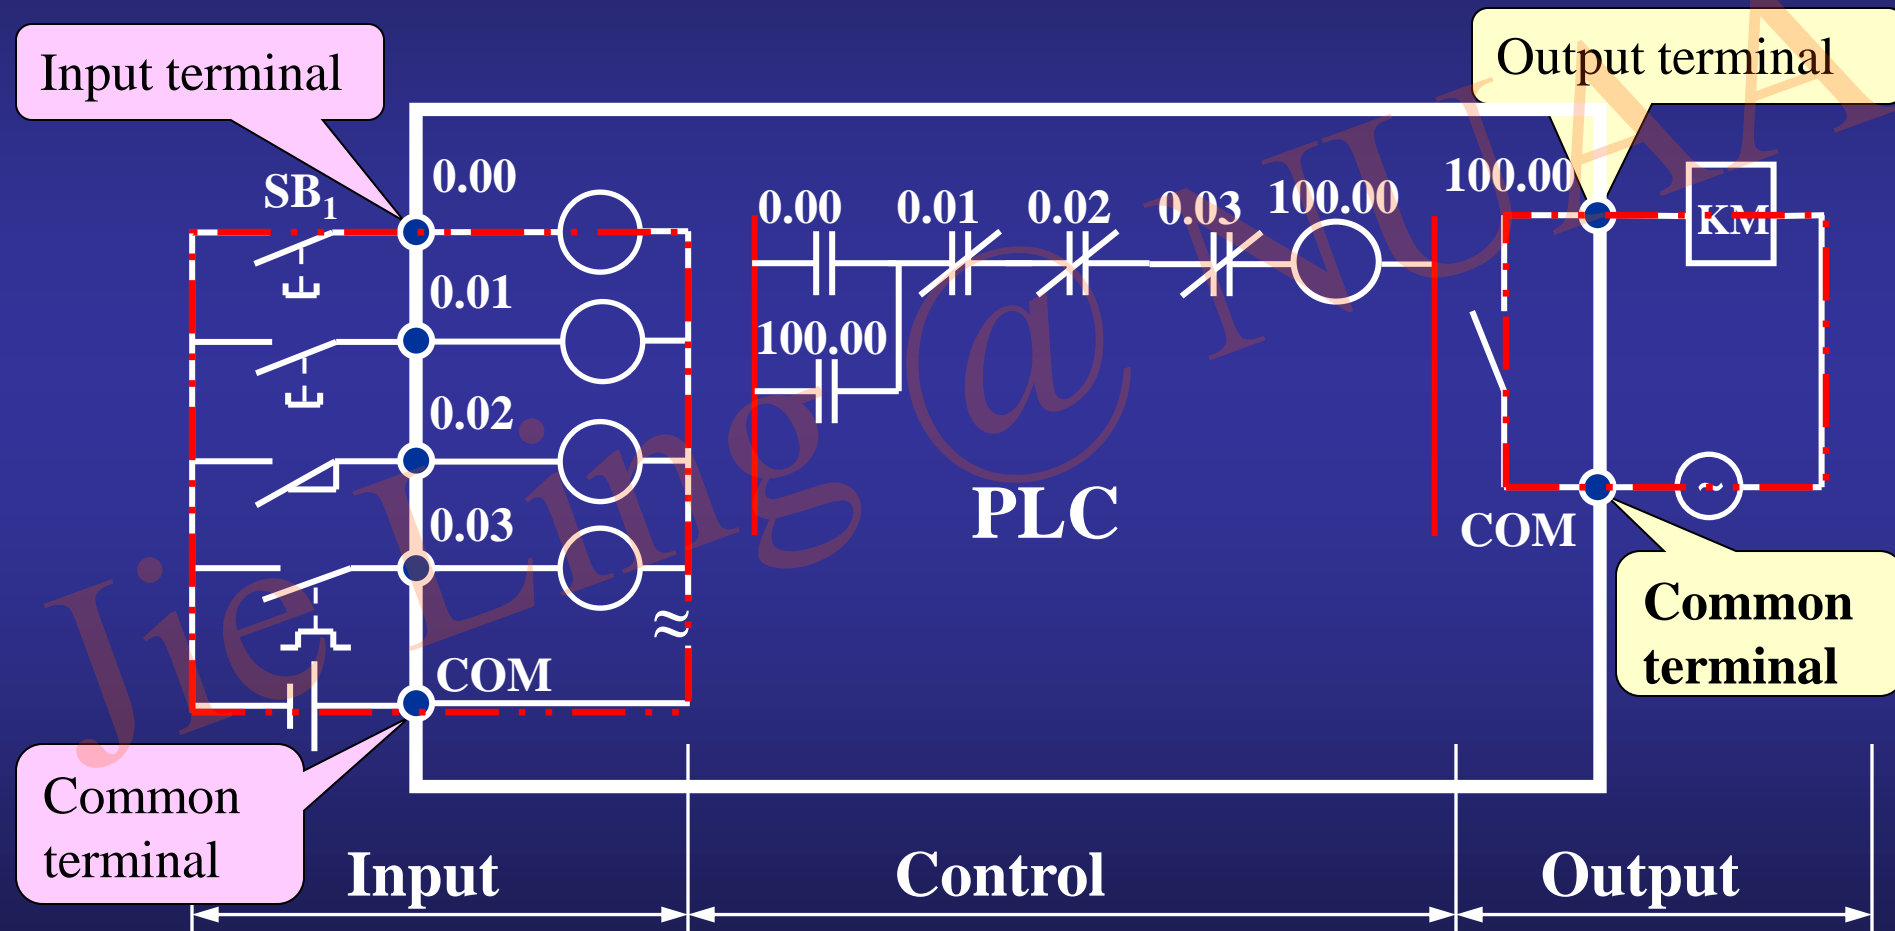 Input terminal
Output terminal
SB1
0.00
0.00
0.01
0.02
0.03
100.00
100.00
KM
0.01
100.00
0.02
PLC
~
COM
0.03
Common
terminal
≈
COM
Common
terminal
Input
Control
Output
Jie Ling @ NUAA